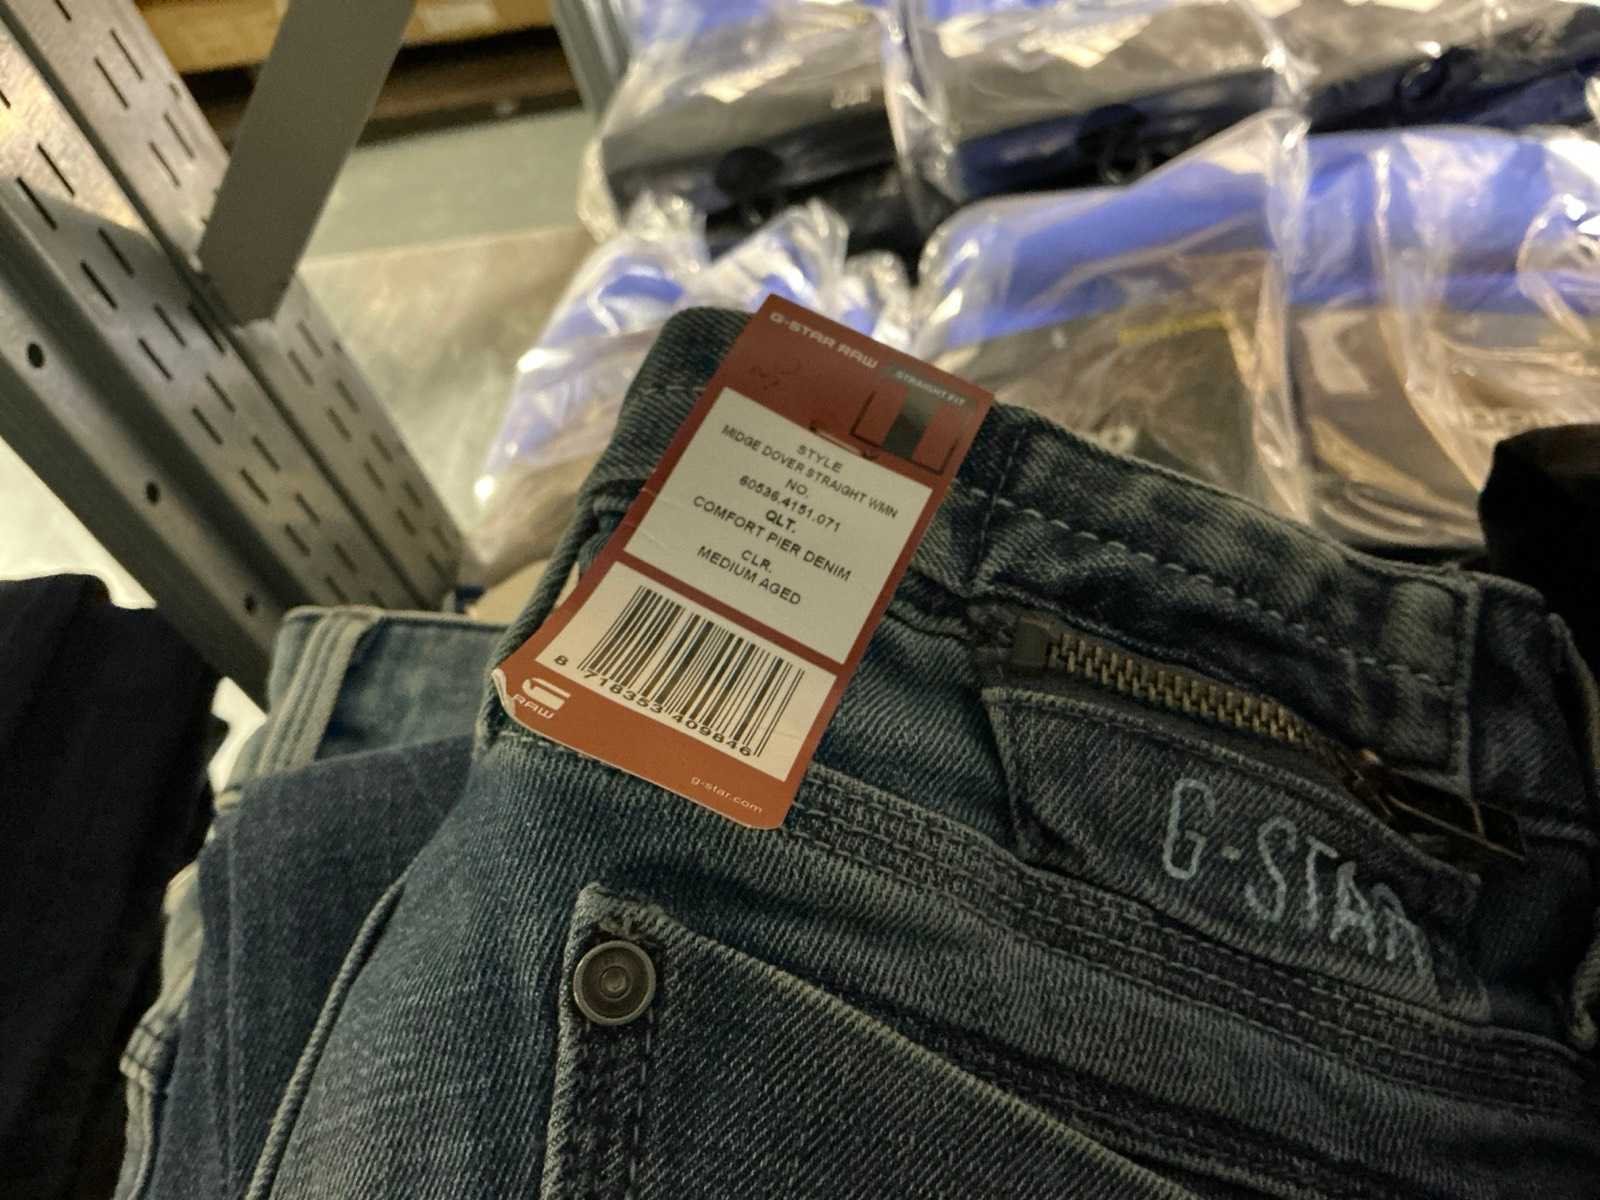 G-STAR RAW
STRAIGHT FIT
STYLE
MIDGE DOVER STRAIGHT WMN
NO.
60536.4151.071
QLT.
COMFORT PIER DENIM
CLR.
MEDIUM AGED
8 718353 409846
RAW
g-star.com
G-STAR